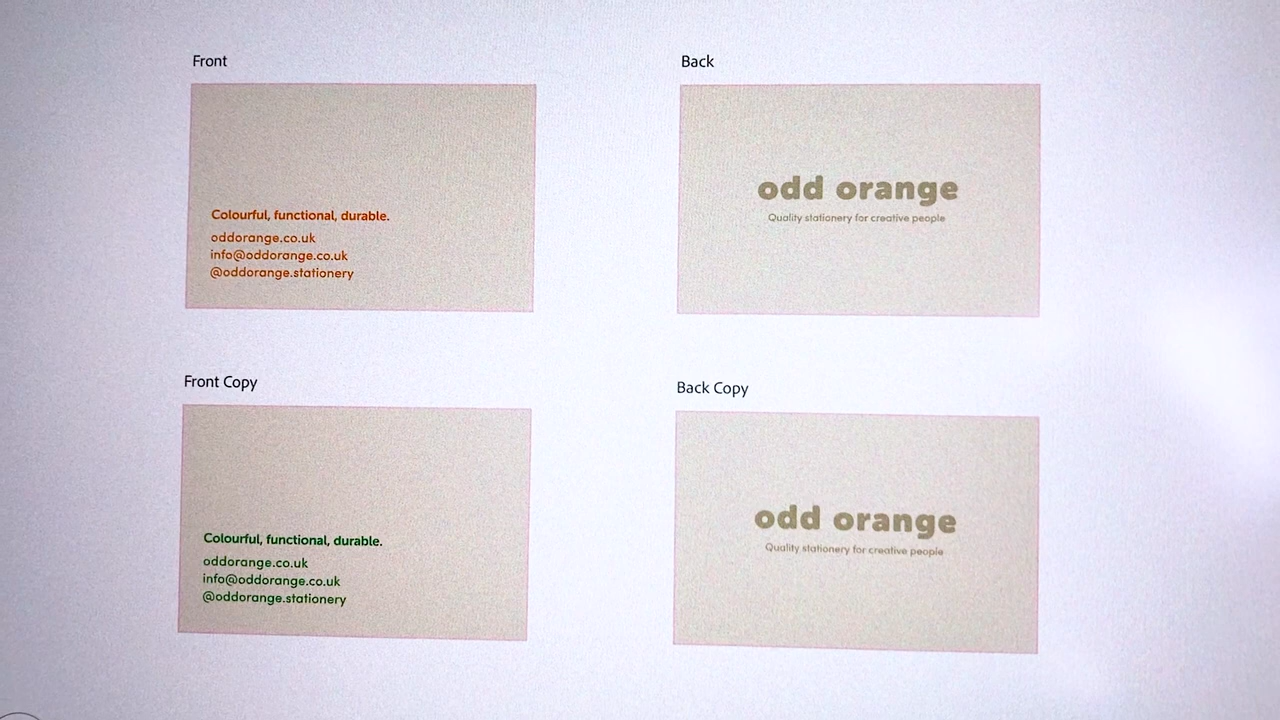 Front
Colourful, functional, durable.
oddorange.co.uk
info@oddorange.co.uk
@oddorange.stationery
Back
odd orange
Quality stationery for creative people
Front Copy
Colourful, functional, durable.
oddorange.co.uk
info@oddorange.co.uk
@oddorange.stationery
Back Copy
odd orange
Quality stationery for creative people